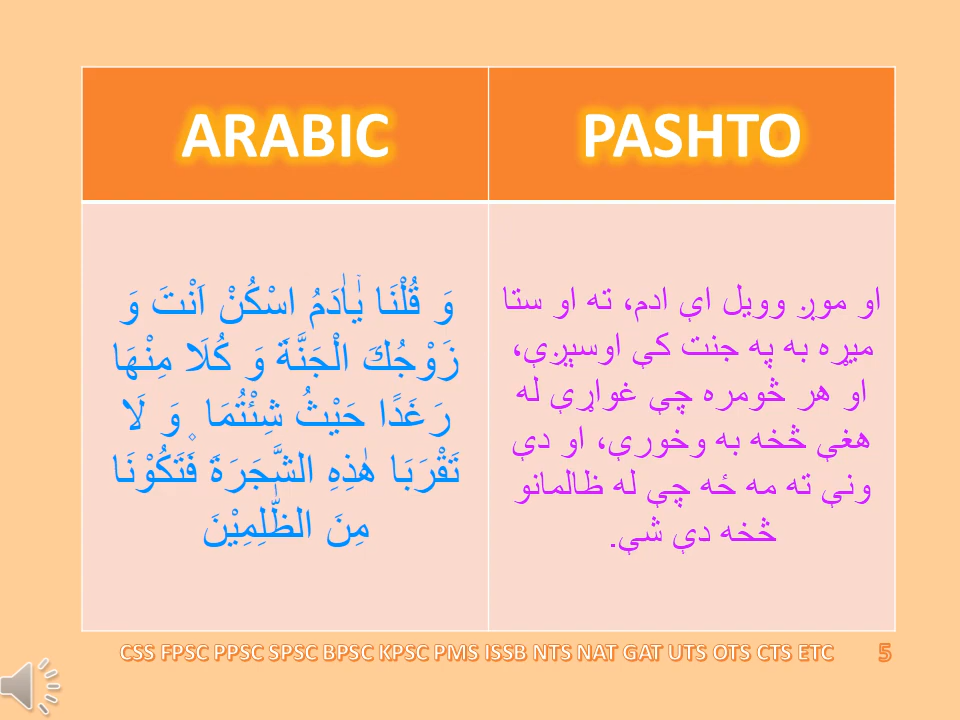 ARABIC
PASHTO
وَ قُلْنَا یٰۤاٰدَمُ اسْكُنْ اَنْتَ وَ
زَوْجُكَ الْجَنَّةَ وَ كُلَا مِنْهَا
رَغَدًا حَیْثُ شِئْتُمَا ۪ وَ لَا
تَقْرَبَا هٰذِهِ الشَّجَرَةَ فَتَكُوْنَا
مِنَ الظّٰلِمِیْنَ
او موږ وویل اې ادم، ته او ستا
میړه به په جنت کې اوسېږې،
او هر څومره چې غواړې له
هغې څخه به وخورې، او دې
ونې ته مه ځه چې له ظالمانو
څخه دې شې.
CSS FPSC PPSC SPSC BPSC KPSC PMS ISSB NTS NAT GAT UTS OTS CTS ETC
5